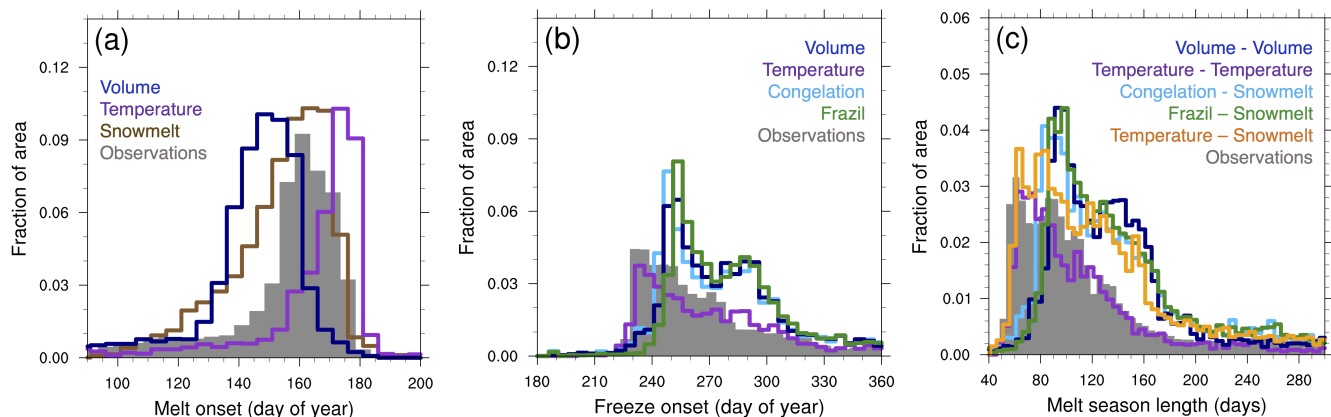 (a)
Volume
Temperature
Snowmelt
Observations
Fraction of area
0.12
0.09
0.06
0.03
0.00
100 120 140 160 180 200
Melt onset (day of year)
(b)
Volume
Temperature
Congelation
Frazil
Observations
Fraction of area
0.12
0.09
0.06
0.03
0.00
180 210 240 270 300 330 360
Freeze onset (day of year)
(c)
Volume - Volume
Temperature - Temperature
Congelation - Snowmelt
Frazil – Snowmelt
Temperature – Snowmelt
Observations
Fraction of area
0.06
0.05
0.04
0.03
0.02
0.01
0.00
40 80 120 160 200 240 280
Melt season length (days)